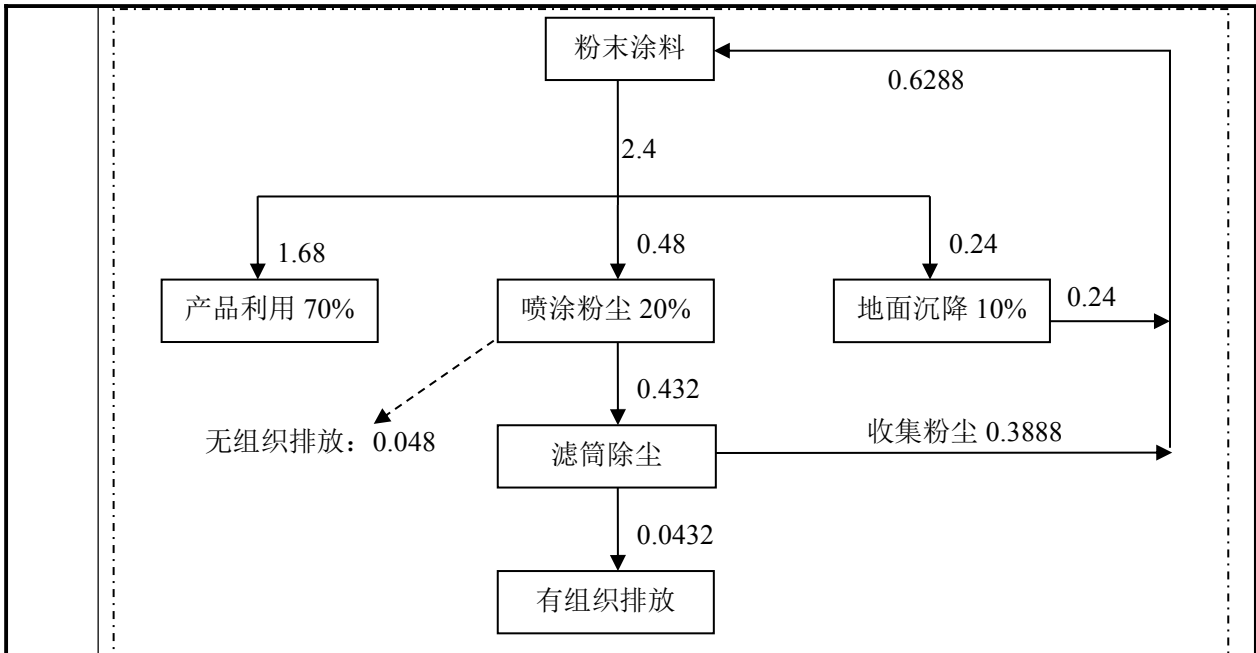 粉末涂料
0.6288
2.4
1.68
0.48
0.24
产品利用 70%
喷涂粉尘 20%
地面沉降 10%
0.24
0.432
无组织排放：0.048
滤筒除尘
收集粉尘 0.3888
0.0432
有组织排放